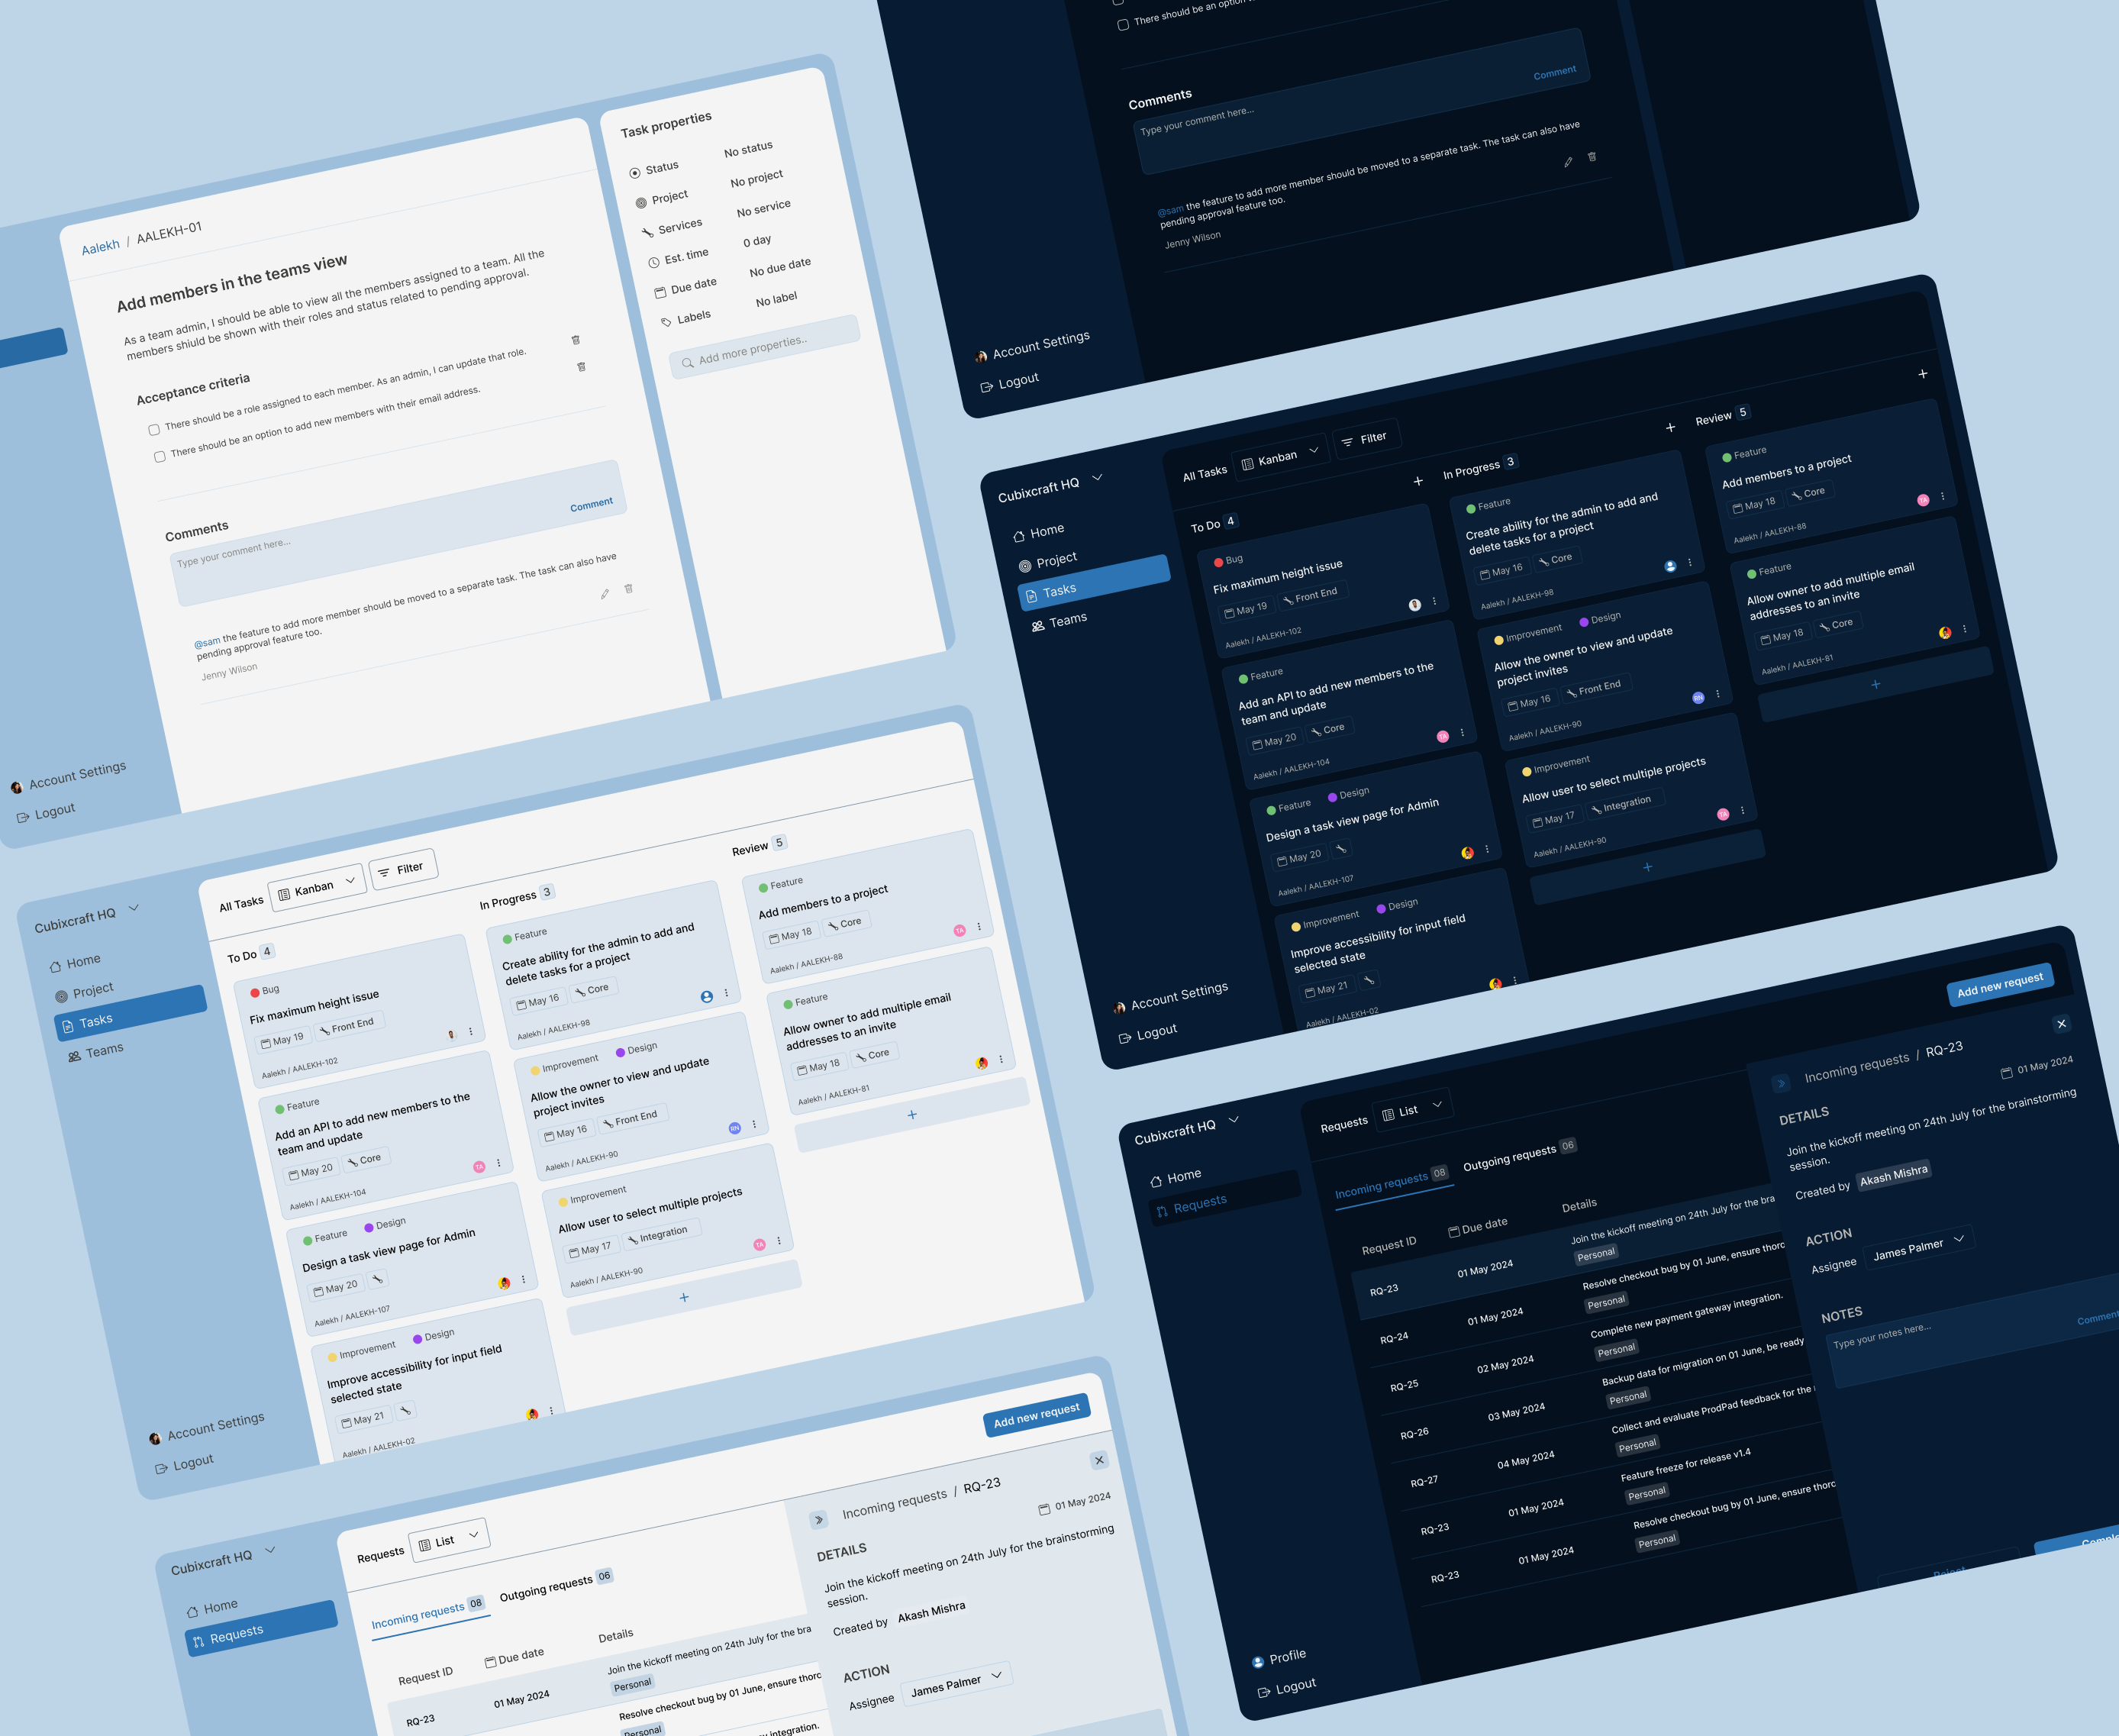 Aalekh / AALEKH-01
Add members in the teams view
As a team admin, I should be able to view all the members assigned to a team. All the
members shiuld be shown with their roles and status related to pending approval.
Acceptance criteria
There should be a role assigned to each member. As an admin, I can update that role.
There should be an option to add new members with their email address.
Comments
Type your comment here...
Comment
@sam the feature to add more member should be moved to a separate task. The task can also have
pending approval feature too.
Jenny Wilson
Account Settings
Logout
Task properties
Status No status
Project No project
Services No service
Est. time 0 day
Due date No due date
Labels No label
Add more properties..
There should be an option
Comments
Type your comment here...
Comment
@sam the feature to add more member should be moved to a separate task. The task can also have
pending approval feature too.
Jenny Wilson
Account Settings
Logout
Cubixcraft HQ
Home
Project
Tasks
Teams
Account Settings
Logout
All Tasks Kanban Filter
To Do 4
Bug
Fix maximum height issue
May 19 Front End
Aalekh / AALEKH-102
Feature
Add an API to add new members to the
team and update
May 20 Core
TA
Aalekh / AALEKH-104
Feature Design
Design a task view page for Admin
May 20
Aalekh / AALEKH-107
Improvement Design
Improve accessibility for input field
selected state
May 21
Aalekh / AALEKH-02
In Progress 3
Feature
Create ability for the admin to add and
delete tasks for a project
May 16 Core
Aalekh / AALEKH-98
Improvement Design
Allow the owner to view and update
project invites
May 16 Front End
RN
Aalekh / AALEKH-90
Improvement
Allow user to select multiple projects
May 17 Integration
TA
Aalekh / AALEKH-90
+
Review 5
Feature
Add members to a project
May 18 Core
TA
Aalekh / AALEKH-88
Feature
Allow owner to add multiple email
addresses to an invite
May 18 Core
Aalekh / AALEKH-81
+
Cubixcraft HQ
Home
Project
Tasks
Teams
Account Settings
Logout
All Tasks Kanban Filter
To Do 4 +
Bug
Fix maximum height issue
May 19 Front End
Aalekh / AALEKH-102
Feature
Add an API to add new members to the
team and update
May 20 Core
TA
Aalekh / AALEKH-104
Feature Design
Design a task view page for Admin
May 20
Aalekh / AALEKH-107
Improvement Design
Improve accessibility for input field
selected state
May 21
Aalekh / AALEKH-02
In Progress 3 +
Feature
Create ability for the admin to add and
delete tasks for a project
May 16 Core
Aalekh / AALEKH-98
Improvement Design
Allow the owner to view and update
project invites
May 16 Front End
RN
Aalekh / AALEKH-90
Improvement
Allow user to select multiple projects
May 17 Integration
TA
Aalekh / AALEKH-90
+
Review 5 +
Feature
Add members to a project
May 18 Core
TA
Aalekh / AALEKH-88
Feature
Allow owner to add multiple email
addresses to an invite
May 18 Core
Aalekh / AALEKH-81
+
Cubixcraft HQ
Home
Requests
Requests List
Add new request
Incoming requests 08 Outgoing requests 06
Request ID Due date Details
RQ-23 01 May 2024 Join the kickoff meeting on 24th July for the bra
Personal
Resolve checkout bug by 01 June, ensure thorc
Personal
integration.
Incoming requests / RQ-23
01 May 2024
DETAILS
Join the kickoff meeting on 24th July for the brainstorming
session.
Created by Akash Mishra
ACTION
Assignee James Palmer
Cubixcraft HQ
Home
Requests
Profile
Logout
Requests List
Add new request
Incoming requests 08 Outgoing requests 06
Request ID Due date Details
RQ-23 01 May 2024 Join the kickoff meeting on 24th July for the bra
Personal
RQ-24 01 May 2024 Resolve checkout bug by 01 June, ensure thorc
Personal
RQ-25 02 May 2024 Complete new payment gateway integration.
Personal
RQ-26 03 May 2024 Backup data for migration on 01 June, be ready
Personal
RQ-27 04 May 2024 Collect and evaluate ProdPad feedback for the
Personal
RQ-23 01 May 2024 Feature freeze for release v1.4
Personal
RQ-23 01 May 2024 Resolve checkout bug by 01 June, ensure thorc
Personal
Incoming requests / RQ-23
01 May 2024
DETAILS
Join the kickoff meeting on 24th July for the brainstorming
session.
Created by Akash Mishra
ACTION
Assignee James Palmer
NOTES
Type your notes here...
Comment